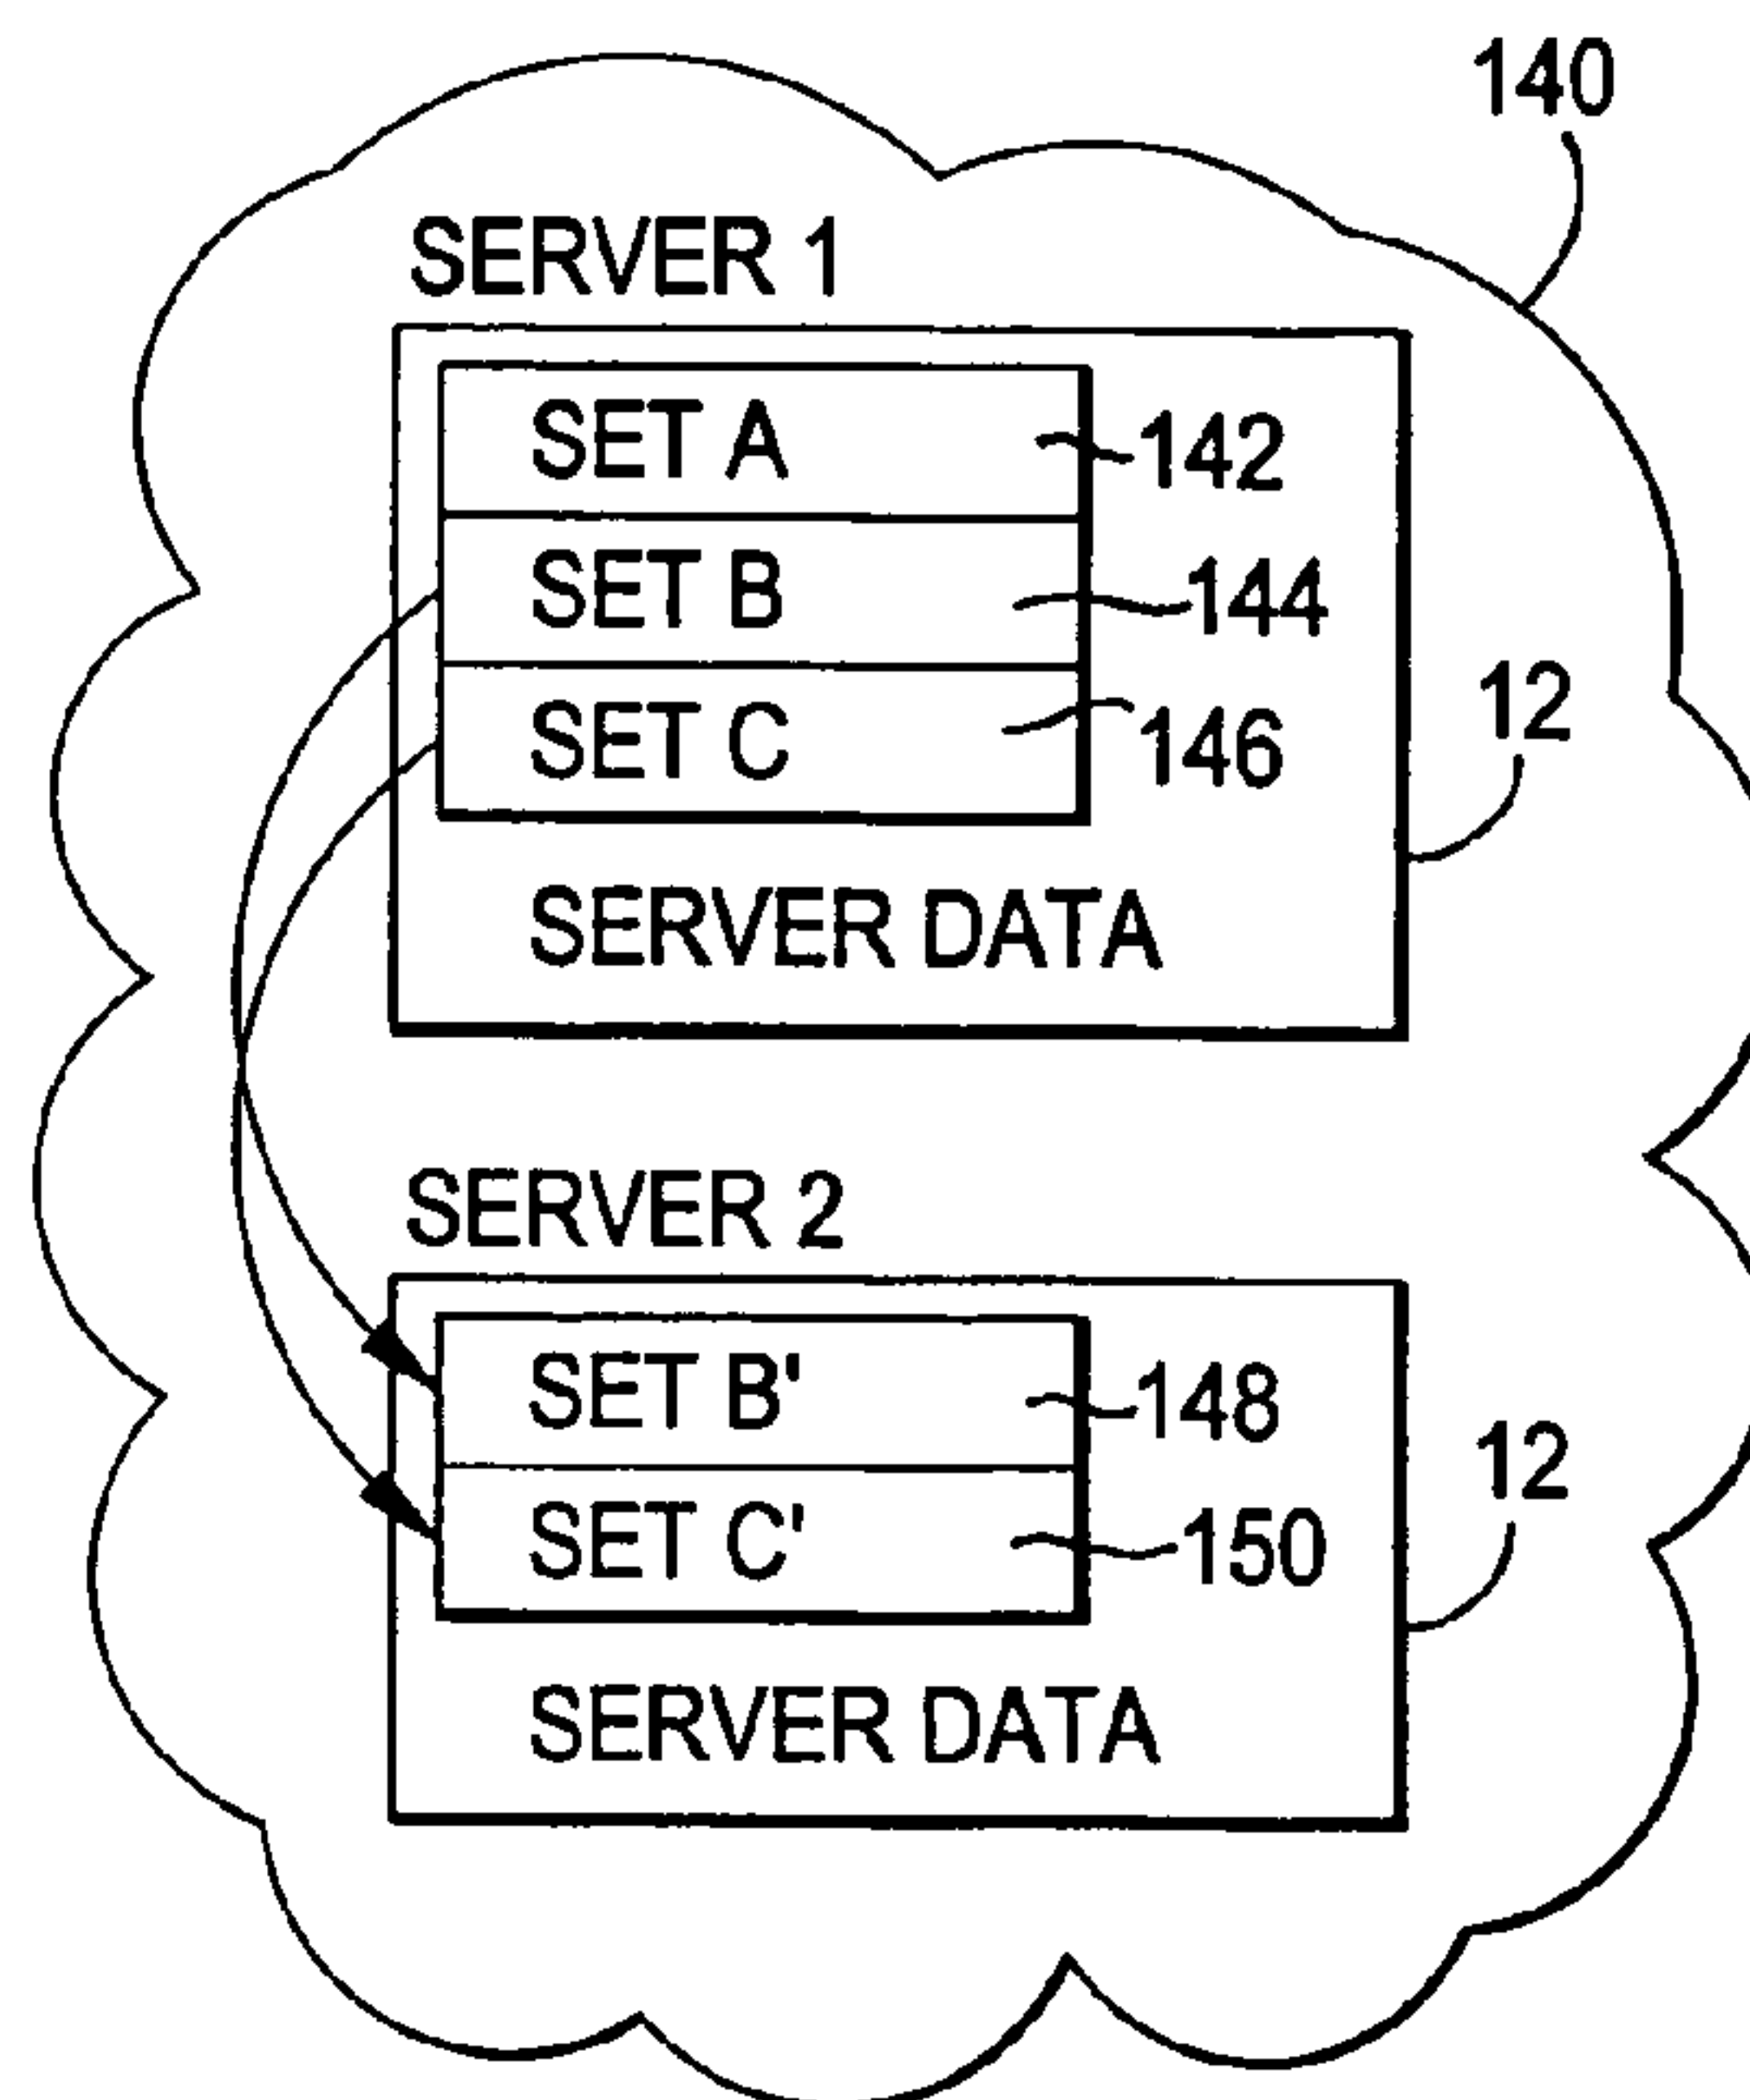 140
SERVER 1
SET A 142
SET B 144
SET C 146
12
SERVER DATA
SERVER 2
SET B' 148
12
SET C' 150
SERVER DATA